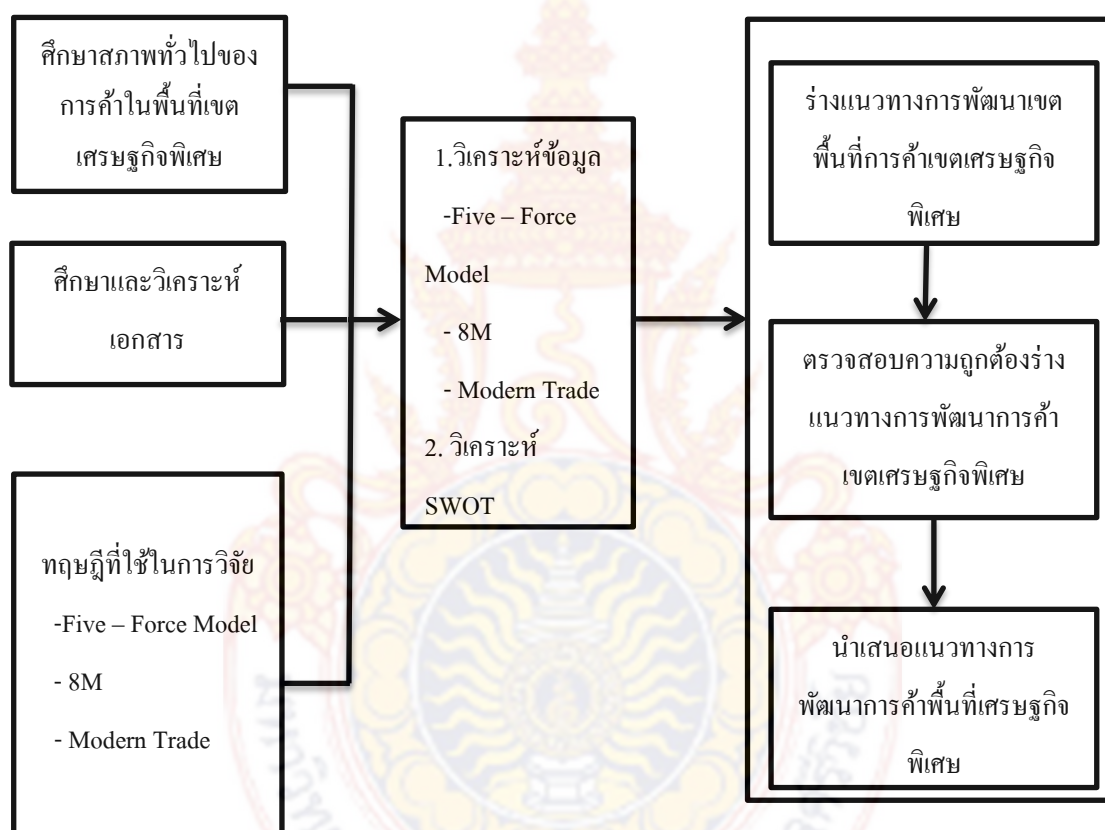 ศึกษาสภาพทั่วไปของ
การค้าในพื้นที่เขต
เศรษฐกิจพิเศษ
ศึกษาและวิเคราะห์
เอกสาร
ทฤษฎีที่ใช้ในการวิจัย
-Five – Force Model
- 8M
- Modern Trade
1.วิเคราะห์ข้อมูล
-Five – Force
Model
- 8M
- Modern Trade
2. วิเคราะห์
SWOT
ร่างแนวทางการพัฒนาเขต
พื้นที่การค้าเขตเศรษฐกิจ
พิเศษ
ตรวจสอบความถูกต้องร่าง
แนวทางการพัฒนาการค้า
เขตเศรษฐกิจพิเศษ
นำเสนอแนวทางการ
พัฒนาการค้าพื้นที่เศรษฐกิจ
พิเศษ